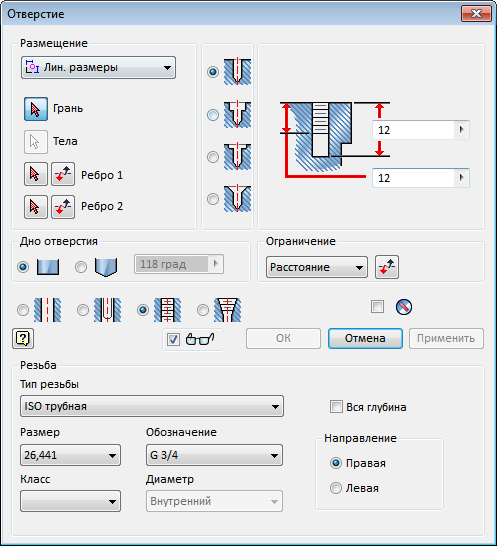 Отверстие
Размещение
Лин. размеры
Грань
Тела
Ребро 1
Ребро 2
12
12
Дно отверстия
118 град
Ограничение
Расстояние
?
ОК
Отмена
Применить
Резьба
Тип резьбы
ISO трубная
Вся глубина
Размер
Обозначение
26,441
G 3/4
Направление
Правая
Левая
Класс
Диаметр
Внутренний